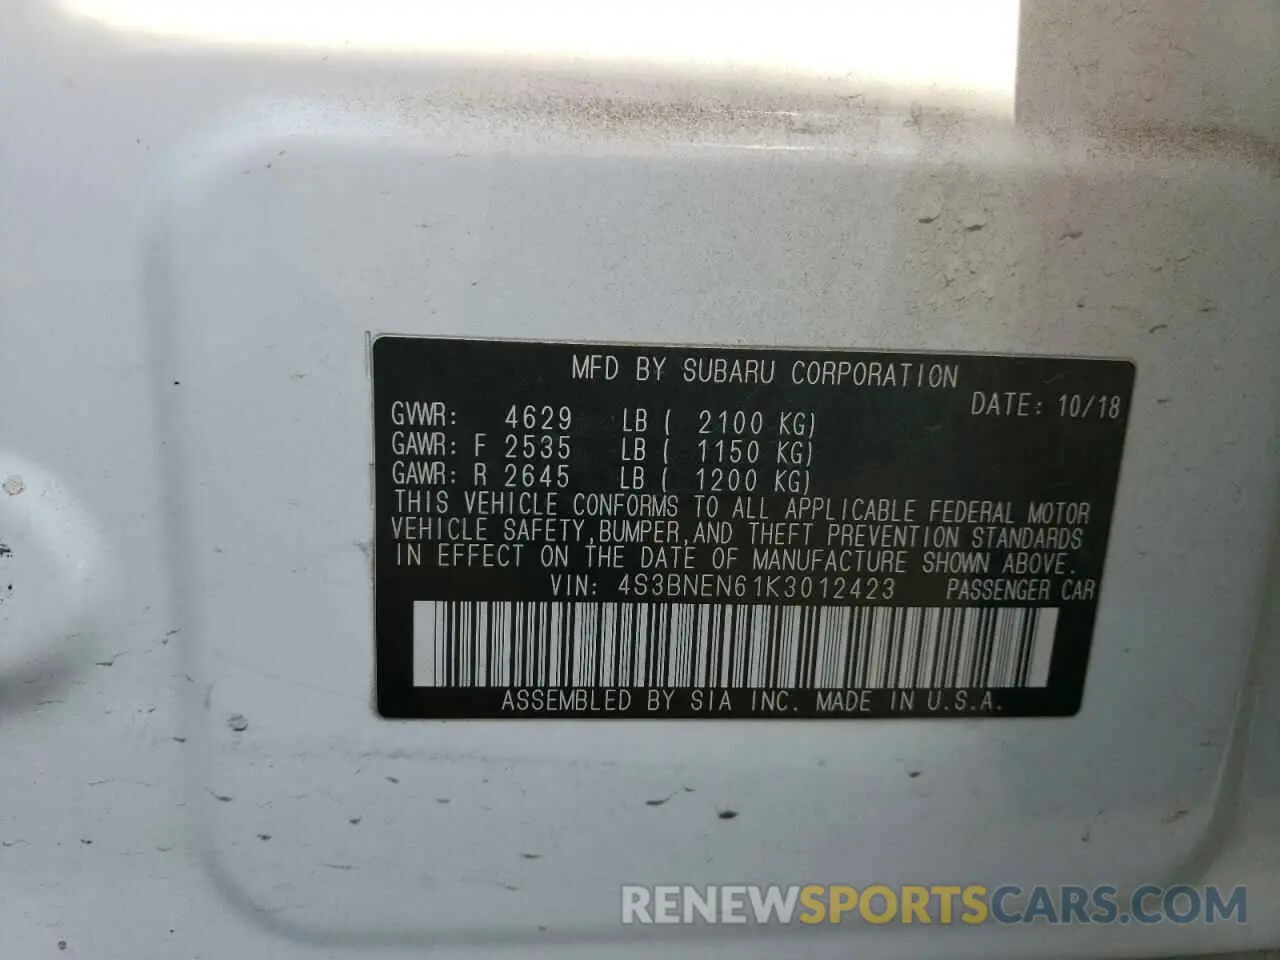 MFD BY SUBARU CORPORATION
DATE: 10/18
GVWR: 4629 LB ( 2100 KG)
GAWR: F 2535 LB ( 1150 KG)
GAWR: R 2645 LB ( 1200 KG)
THIS VEHICLE CONFORMS TO ALL APPLICABLE FEDERAL MOTOR
VEHICLE SAFETY,BUMPER,AND THEFT PREVENTION STANDARDS
IN EFFECT ON THE DATE OF MANUFACTURE SHOWN ABOVE.
VIN: 4S3BNEN61K3012423 PASSENGER CAR
ASSEMBLED BY SIA INC. MADE IN U.S.A.
RENEWSPORTSCARS.COM